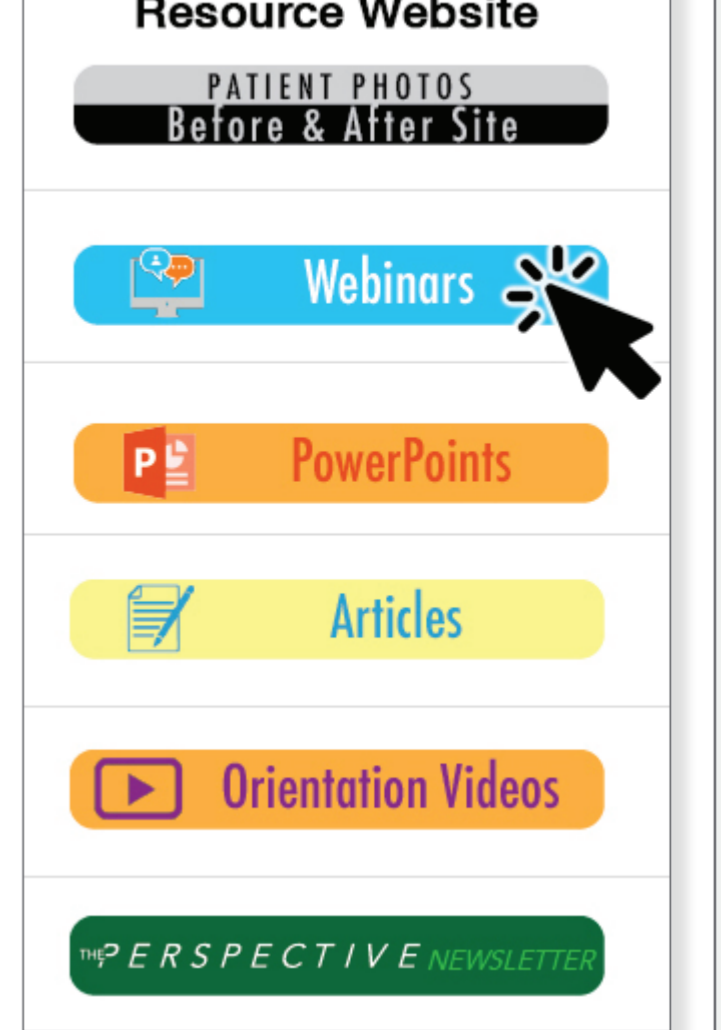 Resource Website
PATIENT PHOTOS
Before & After Site
Webinars
P
PowerPoints
Articles
Orientation Videos
THE PERSPECTIVE NEWSLETTER